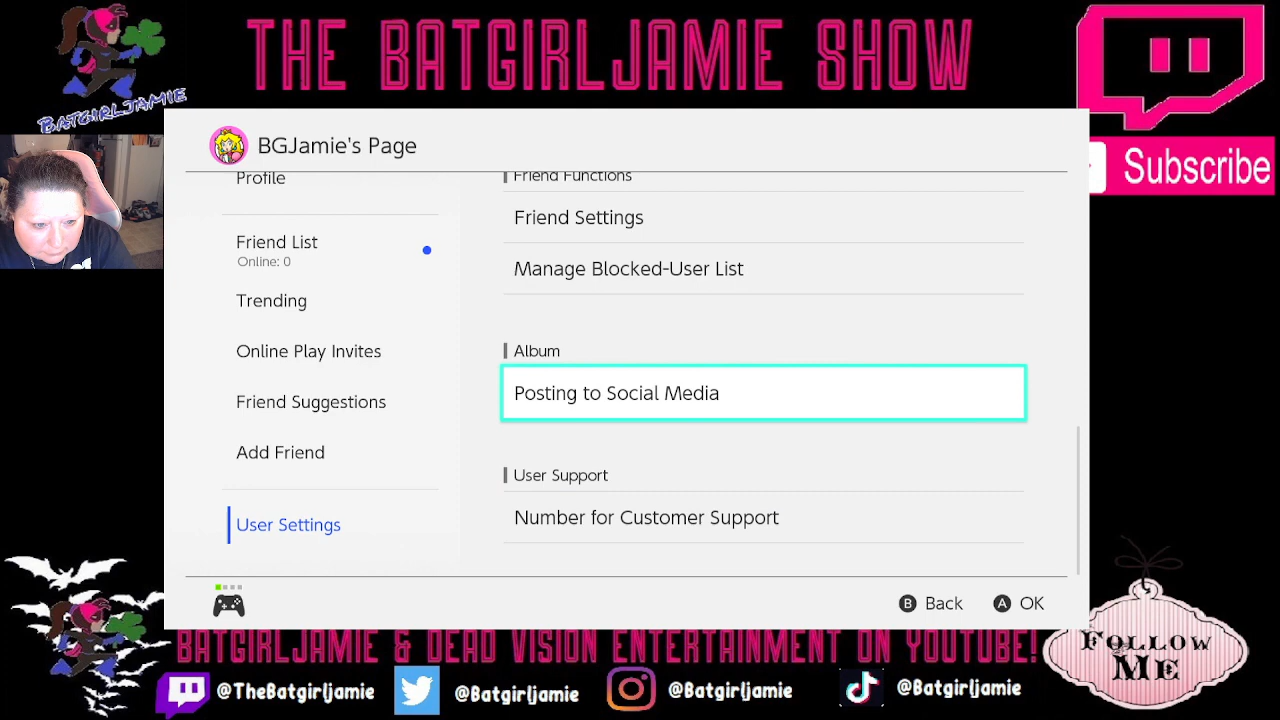 THE BATGIRLJAMIE SHOW
BATGIRLJAMIE
Subscribe
BGJamie's Page
Profile
Friend List
Online: 0
Trending
Online Play Invites
Friend Suggestions
Add Friend
User Settings
Friend Functions
Friend Settings
Manage Blocked-User List
Album
Posting to Social Media
User Support
Number for Customer Support
B Back
A OK
BATGIRLJAMIE & DEAD VISION ENTERTAINMENT ON YOUTUBE!
@TheBatgirljamie
@Batgirljamie
@Batgirljamie
@Batgirljamie
FOLLOW
ME